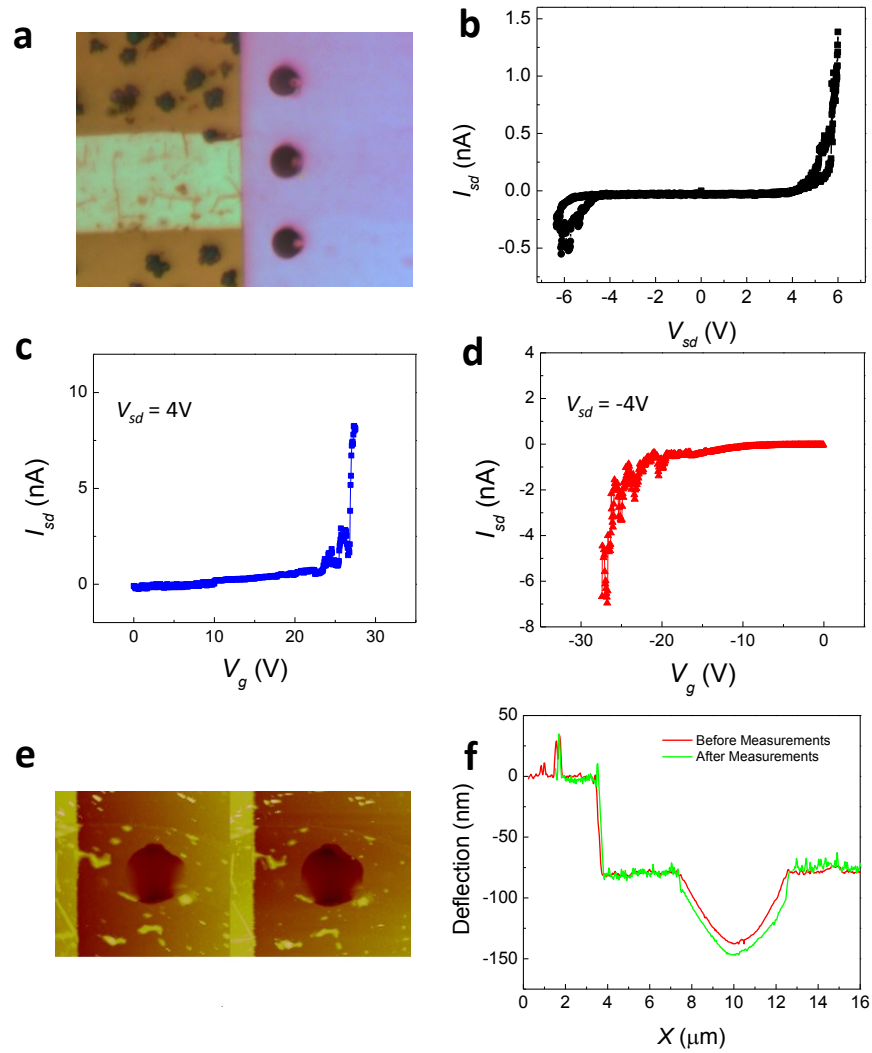 a
b
1.5
1.0
0.5
0.0
-0.5
I_sd (nA)
-6 -4 -2 0 2 4 6
V_sd (V)
c
10
5
0
I_sd (nA)
V_sd = 4V
0 10 20 30
V_g (V)
d
4
2
0
-2
-4
-6
-8
I_sd (nA)
V_sd = -4V
-30 -20 -10 0
V_g (V)
e
f
50
0
-50
-100
-150
Deflection (nm)
Before Measurements
After Measurements
0 2 4 6 8 10 12 14 16
X (μm)